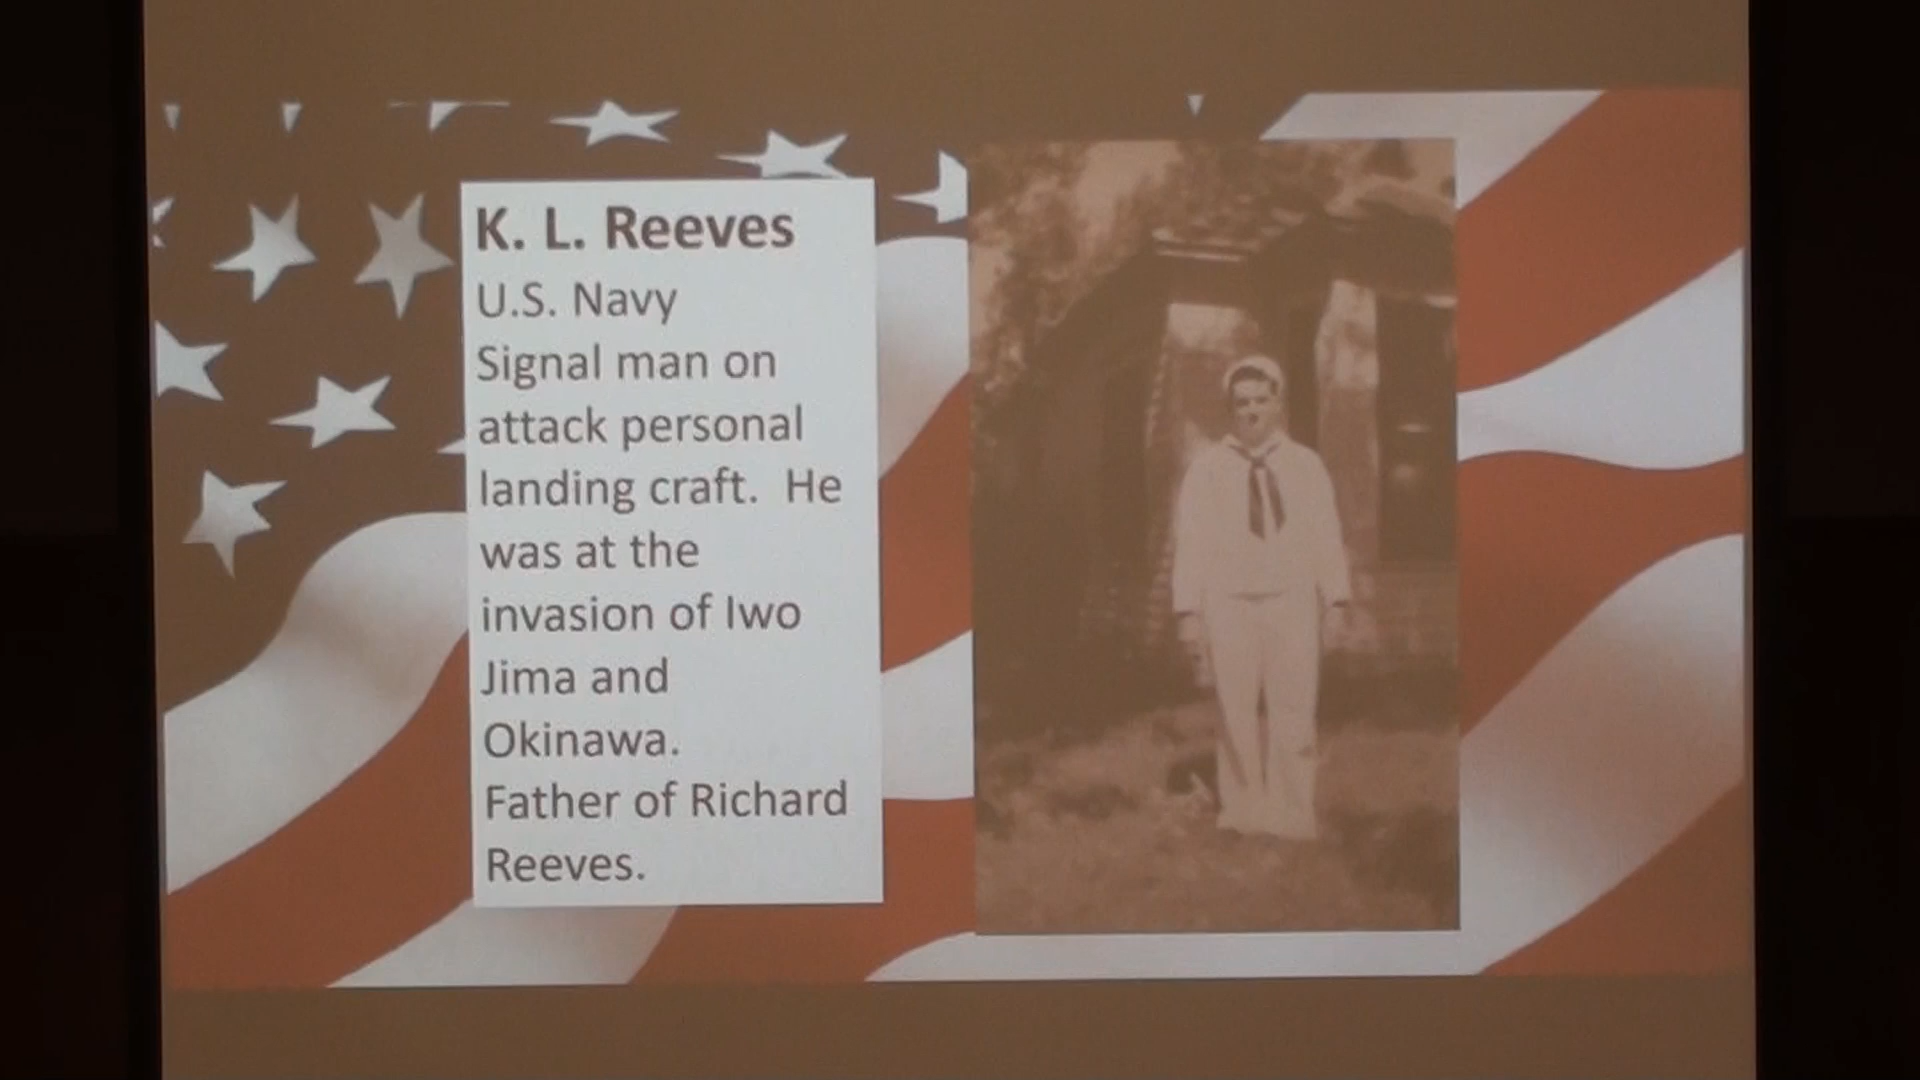 K. L. Reeves
U.S. Navy
Signal man on
attack personal
landing craft.  He
was at the
invasion of Iwo
Jima and
Okinawa.
Father of Richard
Reeves.